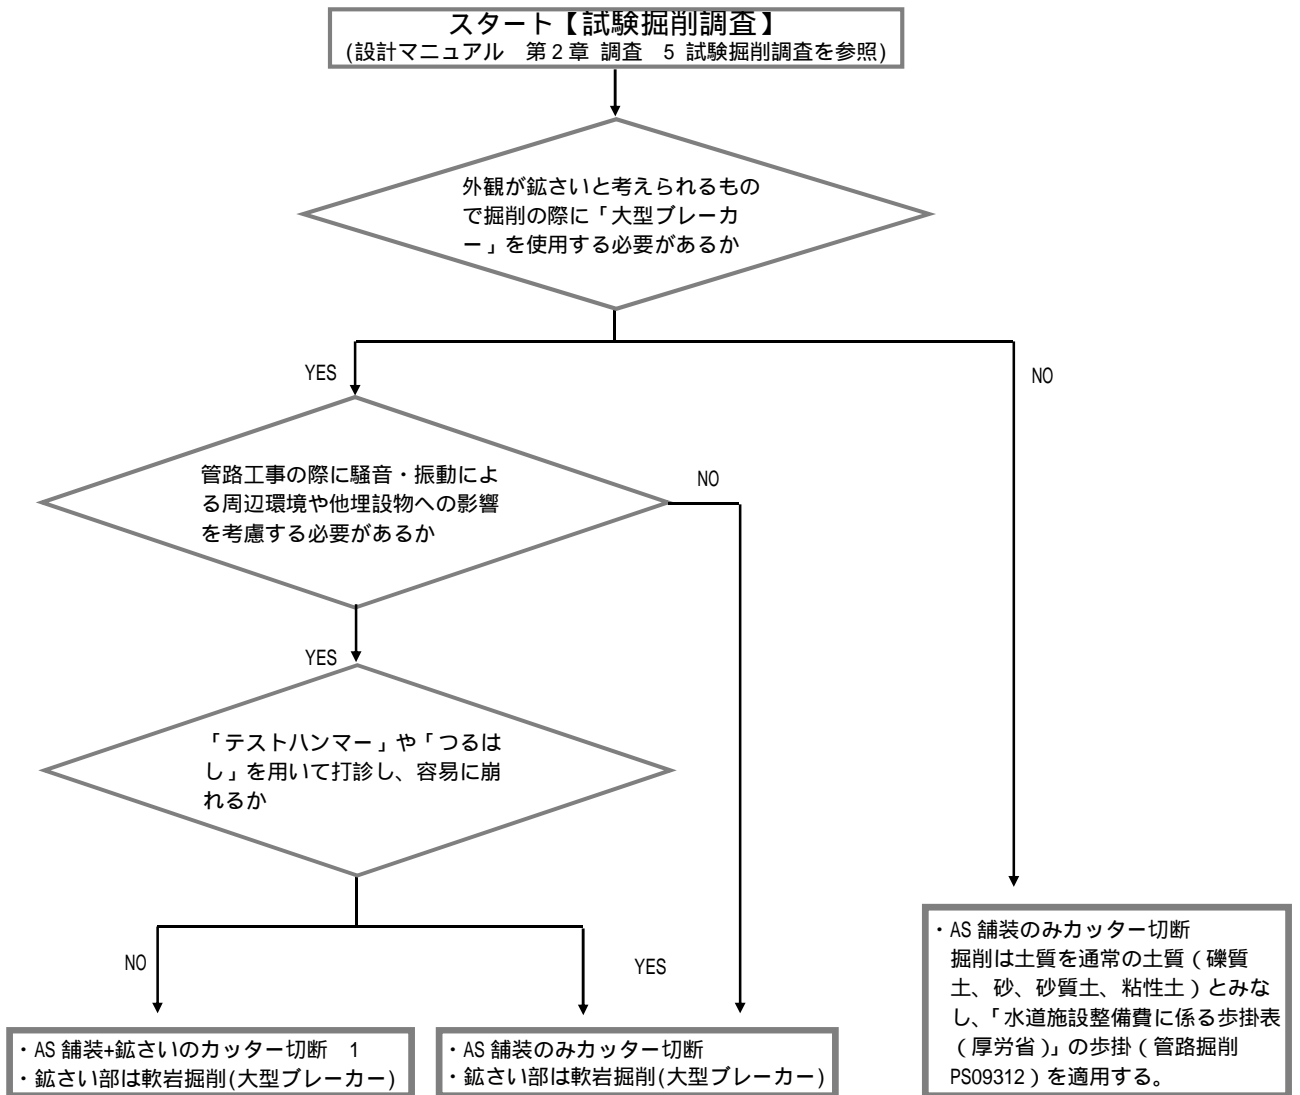 スタート【試験掘削調査】
(設計マニュアル　第2章 調査　5 試験掘削調査を参照)
外観が鉱さいと考えられるもの
で掘削の際に「大型ブレーカ
ー」を使用する必要があるか
YES
NO
管路工事の際に騒音・振動によ
る周辺環境や他埋設物への影響
を考慮する必要があるか
NO
YES
「テストハンマー」や「つるは
し」を用いて打診し、容易に崩
れるか
NO
YES
・AS 舗装+鉱さいのカッター切断　1
・鉱さい部は軟岩掘削(大型ブレーカー)
・AS 舗装のみカッター切断
・鉱さい部は軟岩掘削(大型ブレーカー)
・AS 舗装のみカッター切断
掘削は土質を通常の土質（礫質
土、砂、砂質土、粘性土）とみな
し、「水道施設整備費に係る歩掛表
（厚労省）」の歩掛（管路掘削
PS09312）を適用する。